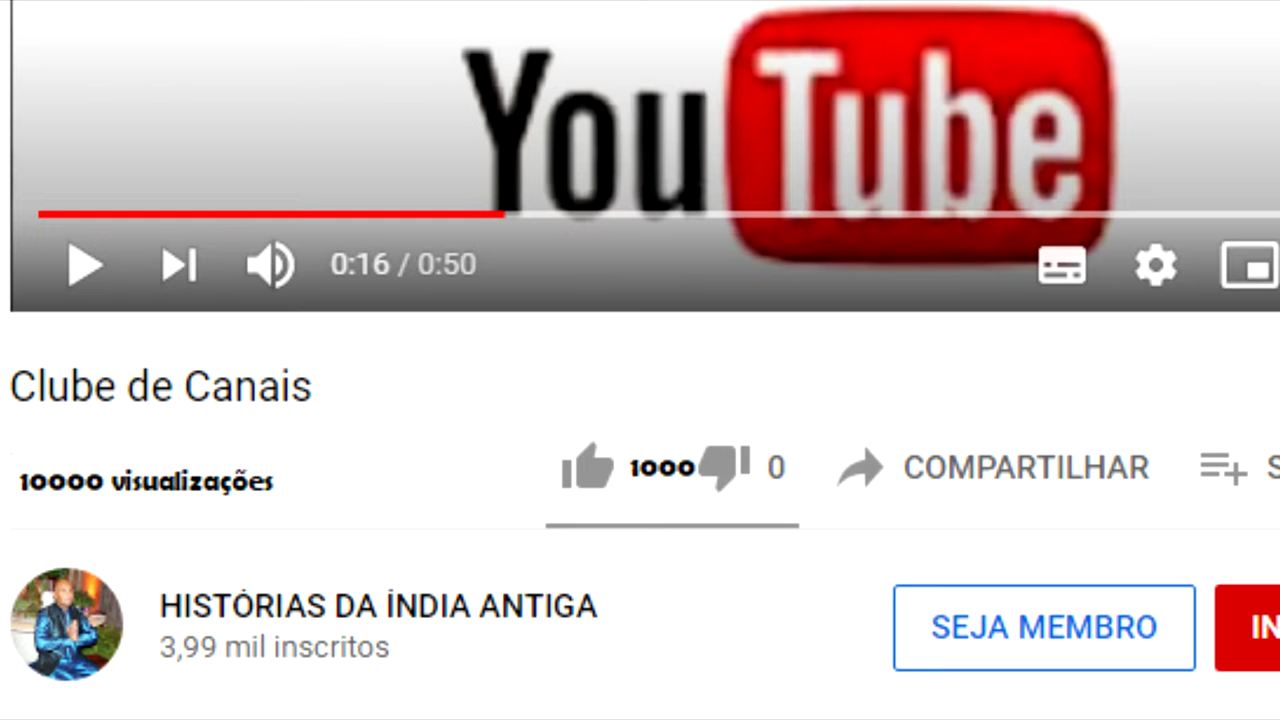 YouTube
0:16 / 0:50
Clube de Canais
10000 visualizações
1000 0 COMPARTILHAR S
HISTÓRIAS DA ÍNDIA ANTIGA
3,99 mil inscritos
SEJA MEMBRO
IN